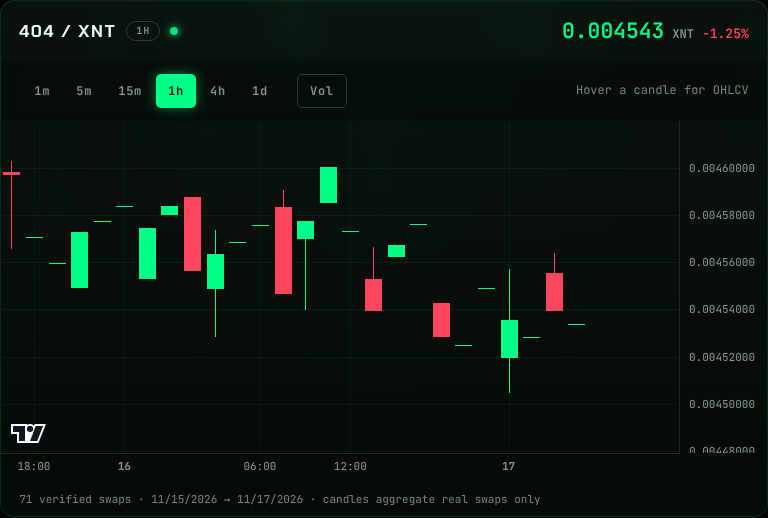 404 / XNT 1H 0.004543 XNT -1.25%
1m 5m 15m 1h 4h 1d Vol Hover a candle for OHLCV
0.00460000
0.00458000
0.00456000
0.00454000
0.00452000
0.00450000
0.00448000
18:00 16 06:00 12:00 17
71 verified swaps · 11/15/2026 → 11/17/2026 · candles aggregate real swaps only